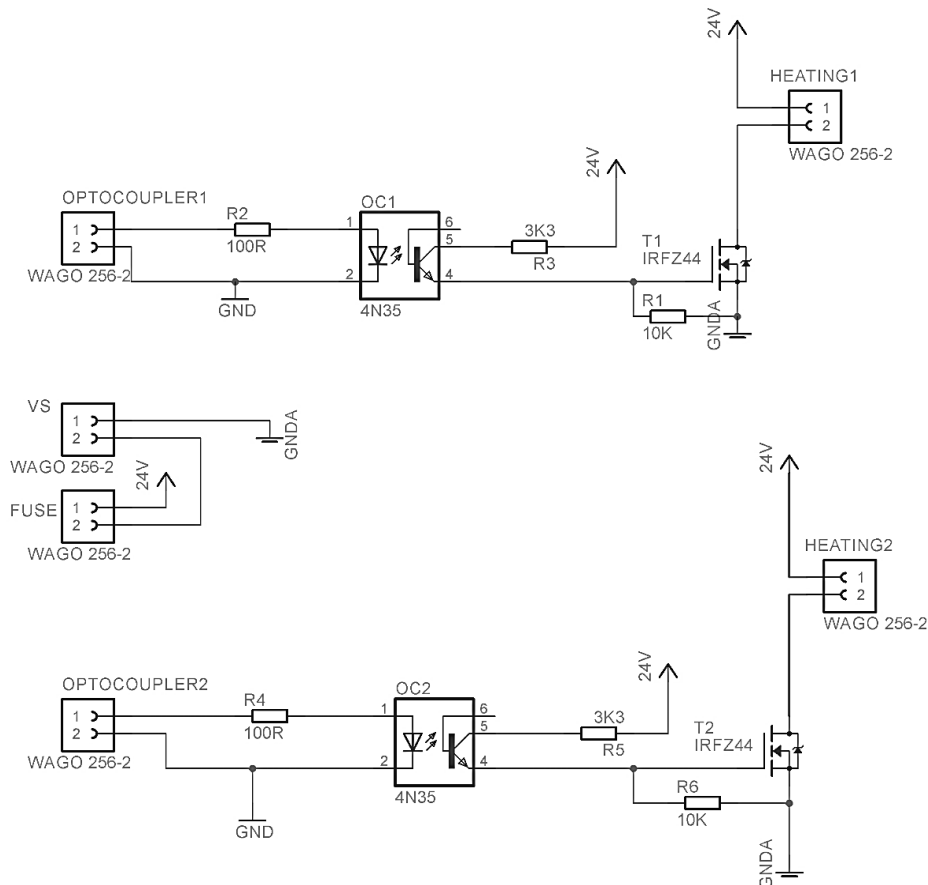 24V
HEATING1
1
2
WAGO 256-2
24V
OPTOCOUPLER1
1
2
WAGO 256-2
R2
100R
GND
OC1
1
2
6
5
4
4N35
3K3
R3
T1
IRFZ44
R1
10K
GNDA
VS
1
2
WAGO 256-2
GNDA
24V
FUSE
1
2
WAGO 256-2
24V
HEATING2
1
2
WAGO 256-2
24V
OPTOCOUPLER2
1
2
WAGO 256-2
R4
100R
GND
OC2
1
2
6
5
4
4N35
3K3
R5
T2
IRFZ44
R6
10K
GNDA